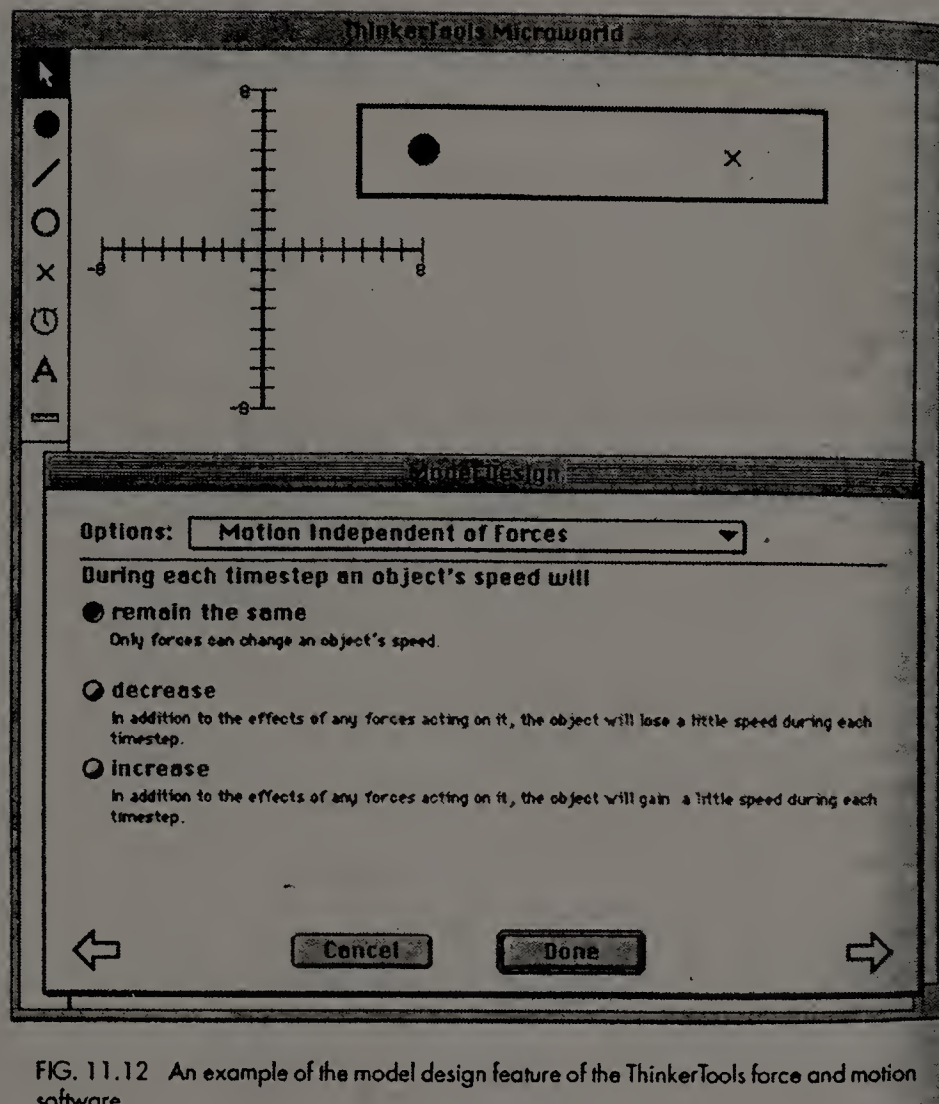 ThinkerTools Microworld
8
-8
8
-8
A
Model Design
Options: Motion Independent of Forces
During each timestep an object's speed will
remain the same
Only forces can change an object's speed.
decrease
In addition to the effects of any forces acting on it, the object will lose a little speed during each
timestep.
increase
In addition to the effects of any forces acting on it, the object will gain a little speed during each
timestep.
Cancel
Done
FIG. 11.12 An example of the model design feature of the ThinkerTools force and motion
software.